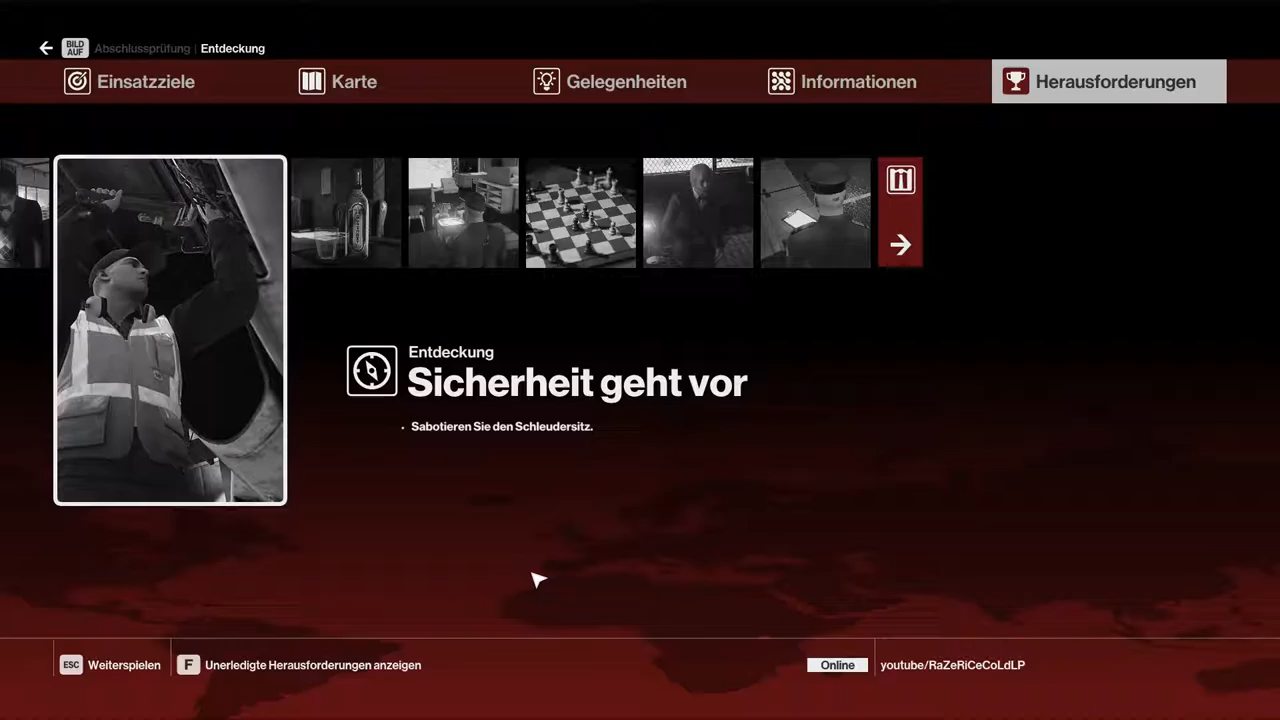 BILD AUF Abschlussprüfung | Entdeckung
Einsatzziele Karte Gelegenheiten Informationen Herausforderungen
Entdeckung
Sicherheit geht vor
· Sabotieren Sie den Schleudersitz.
ESC Weiterspielen F Unerledigte Herausforderungen anzeigen Online youtube/RaZeRiCeCoLdLP